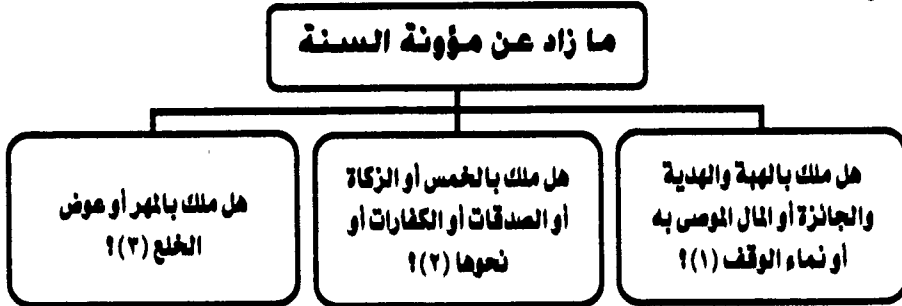 ما زاد عن مؤونة السنة
هل ملك بالهبة والهدية
والجائزة أو المال الموصى به
أو نماء الوقف (١)؟
هل ملك بالخمس أو الزكاة
أو الصدقات أو الكفارات أو
نحوها (٢)؟
هل ملك بالمهر أو عوض
الخلع (٣)؟